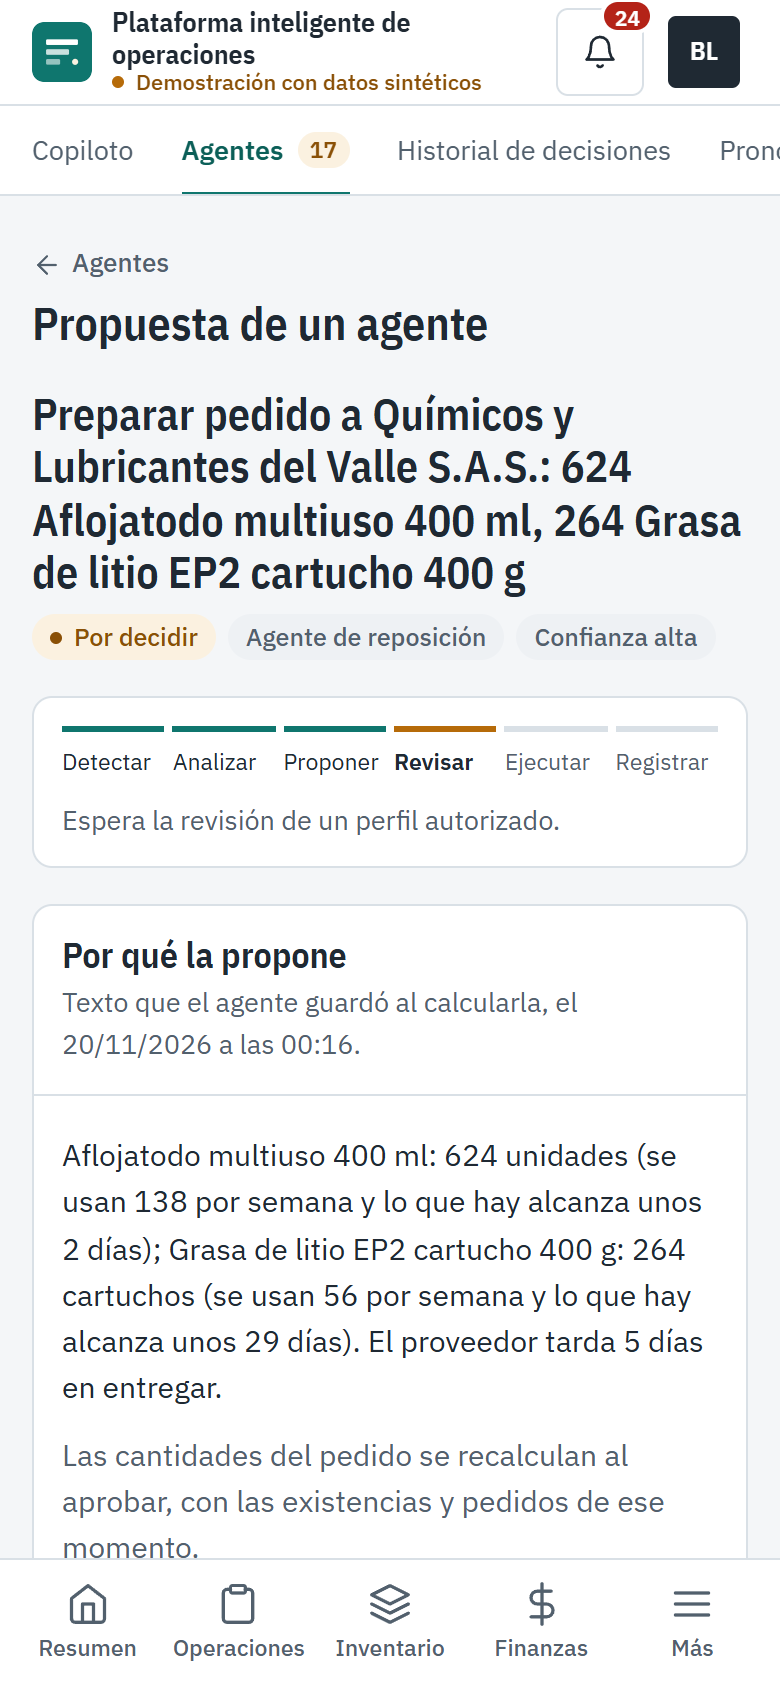 Plataforma inteligente de
operaciones
Demostración con datos sintéticos
24
BL
Copiloto
Agentes 17
Historial de decisiones
Prono
Agentes
Propuesta de un agente
Preparar pedido a Químicos y
Lubricantes del Valle S.A.S.: 624
Aflojatodo multiuso 400 ml, 264 Grasa
de litio EP2 cartucho 400 g
Por decidir
Agente de reposición
Confianza alta
Detectar
Analizar
Proponer
Revisar
Ejecutar
Registrar
Espera la revisión de un perfil autorizado.
Por qué la propone
Texto que el agente guardó al calcularla, el
20/11/2026 a las 00:16.
Aflojatodo multiuso 400 ml: 624 unidades (se
usan 138 por semana y lo que hay alcanza unos
2 días); Grasa de litio EP2 cartucho 400 g: 264
cartuchos (se usan 56 por semana y lo que hay
alcanza unos 29 días). El proveedor tarda 5 días
en entregar.
Las cantidades del pedido se recalculan al
aprobar, con las existencias y pedidos de ese
momento.
Resumen
Operaciones
Inventario
Finanzas
Más